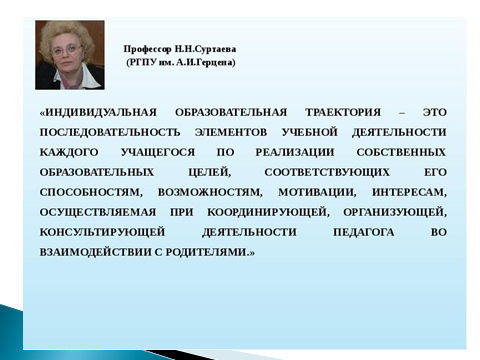 Профессор Н.Н.Суртаева
(РГПУ им. А.И.Герцена)
«ИНДИВИДУАЛЬНАЯ ОБРАЗОВАТЕЛЬНАЯ ТРАЕКТОРИЯ – ЭТО
ПОСЛЕДОВАТЕЛЬНОСТЬ ЭЛЕМЕНТОВ УЧЕБНОЙ ДЕЯТЕЛЬНОСТИ
КАЖДОГО УЧАЩЕГОСЯ ПО РЕАЛИЗАЦИИ СОБСТВЕННЫХ
ОБРАЗОВАТЕЛЬНЫХ ЦЕЛЕЙ, СООТВЕТСТВУЮЩИХ ЕГО
СПОСОБНОСТЯМ, ВОЗМОЖНОСТЯМ, МОТИВАЦИИ, ИНТЕРЕСАМ,
ОСУЩЕСТВЛЯЕМАЯ ПРИ КООРДИНИРУЮЩЕЙ, ОРГАНИЗУЮЩЕЙ,
КОНСУЛЬТИРУЮЩЕЙ ДЕЯТЕЛЬНОСТИ ПЕДАГОГА ВО
ВЗАИМОДЕЙСТВИИ С РОДИТЕЛЯМИ.»